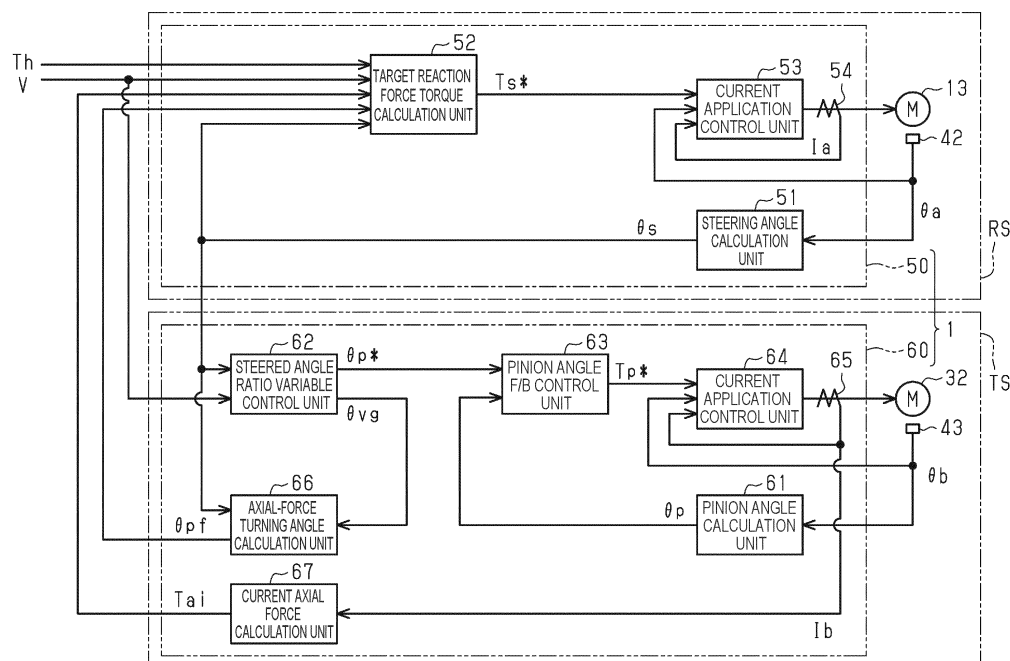 52
Th
V
TARGET REACTION
FORCE TORQUE
CALCULATION UNIT
Ts*
53
CURRENT
APPLICATION
CONTROL UNIT
54
Ia
M
13
42
θa
51
STEERING ANGLE
CALCULATION
UNIT
θs
RS
50
1
62
STEERED ANGLE
RATIO VARIABLE
CONTROL UNIT
θp*
θvg
63
PINION ANGLE
F/B CONTROL
UNIT
Tp*
64
CURRENT
APPLICATION
CONTROL UNIT
65
60
M
32
TS
43
θb
66
AXIAL-FORCE
TURNING ANGLE
CALCULATION UNIT
θpf
61
PINION ANGLE
CALCULATION
UNIT
θp
67
CURRENT AXIAL
FORCE
CALCULATION UNIT
Tai
Ib